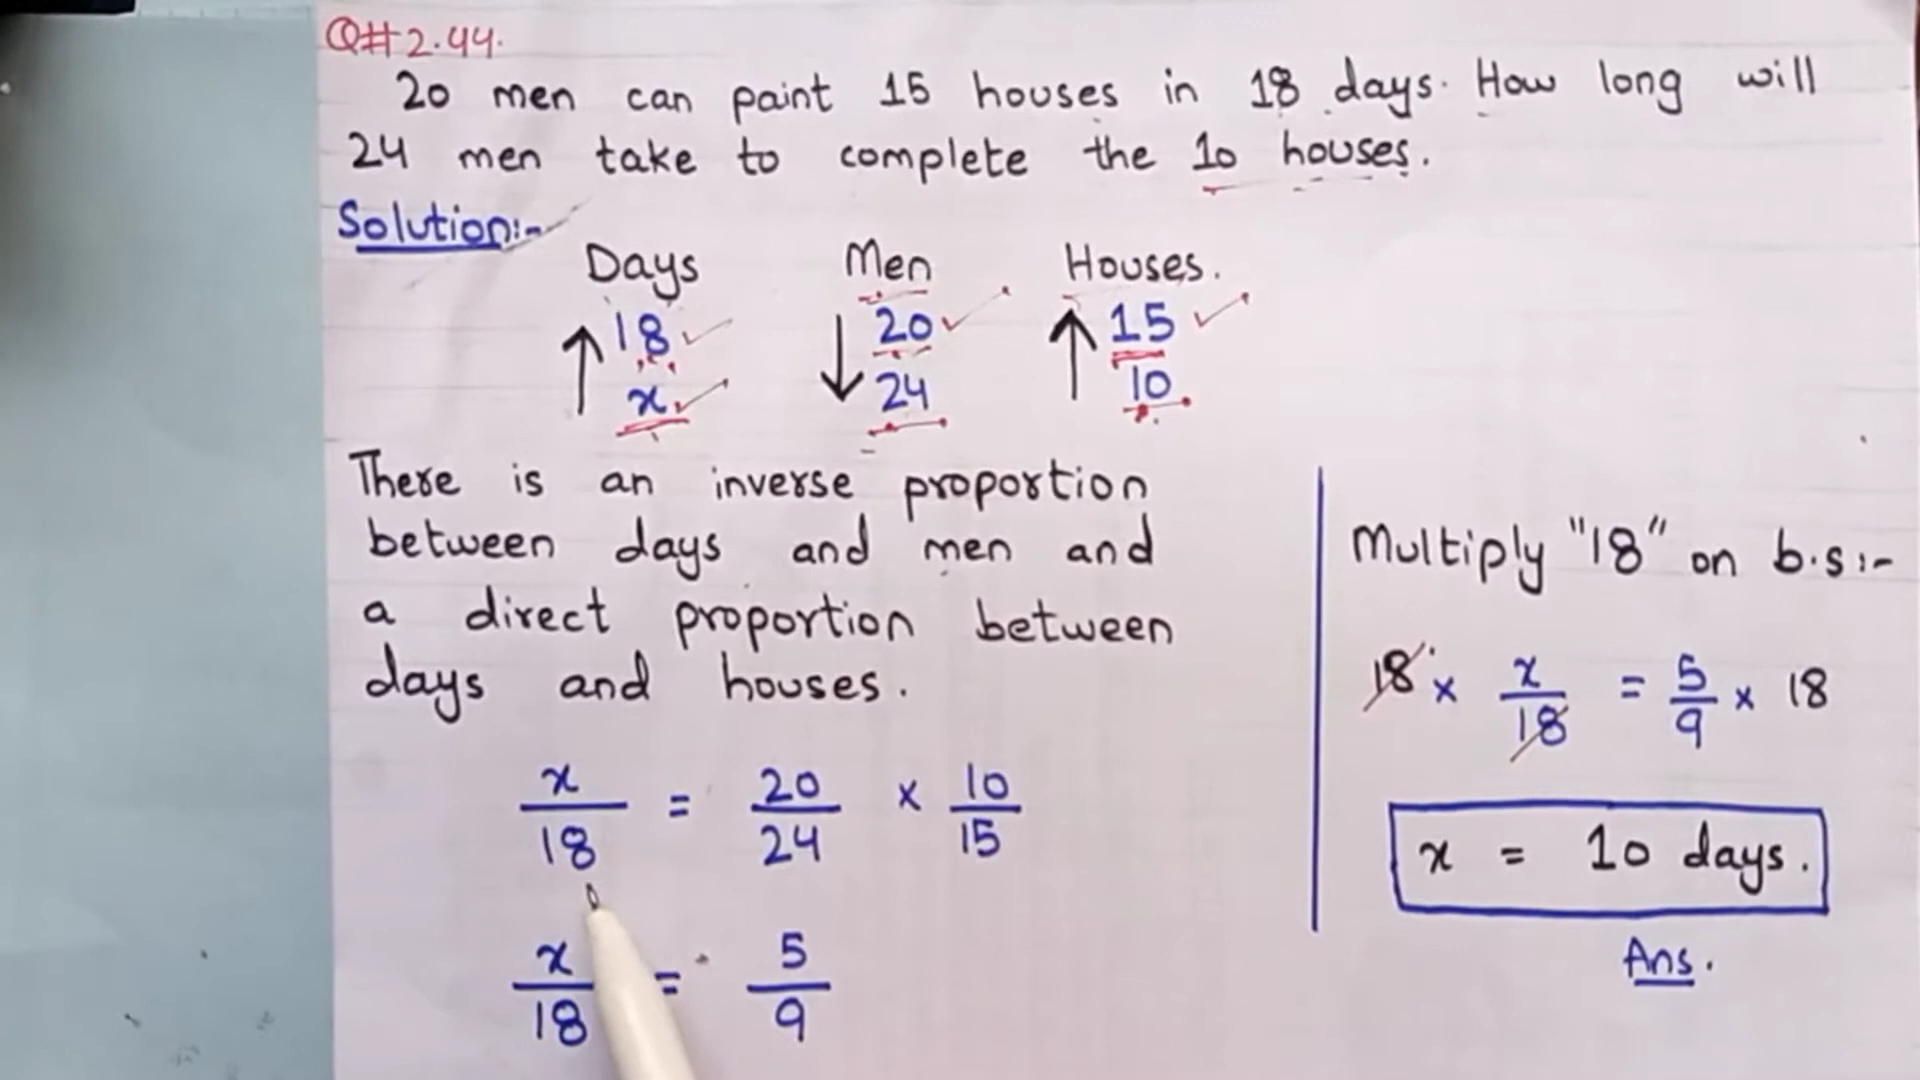 Q# 2.44.
20 men can paint 15 houses in 18 days. How long will
24 men take to complete the 10 houses.
Solution:-
Days Men Houses.
18 20 15
x 24 10
There is an inverse proportion
between days and men and
a direct proportion between
days and houses.
x/18 = 20/24 × 10/15
x/18 = 5/9
Multiply "18" on b.s:-
18 × x/18 = 5/9 × 18
x = 10 days.
Ans.